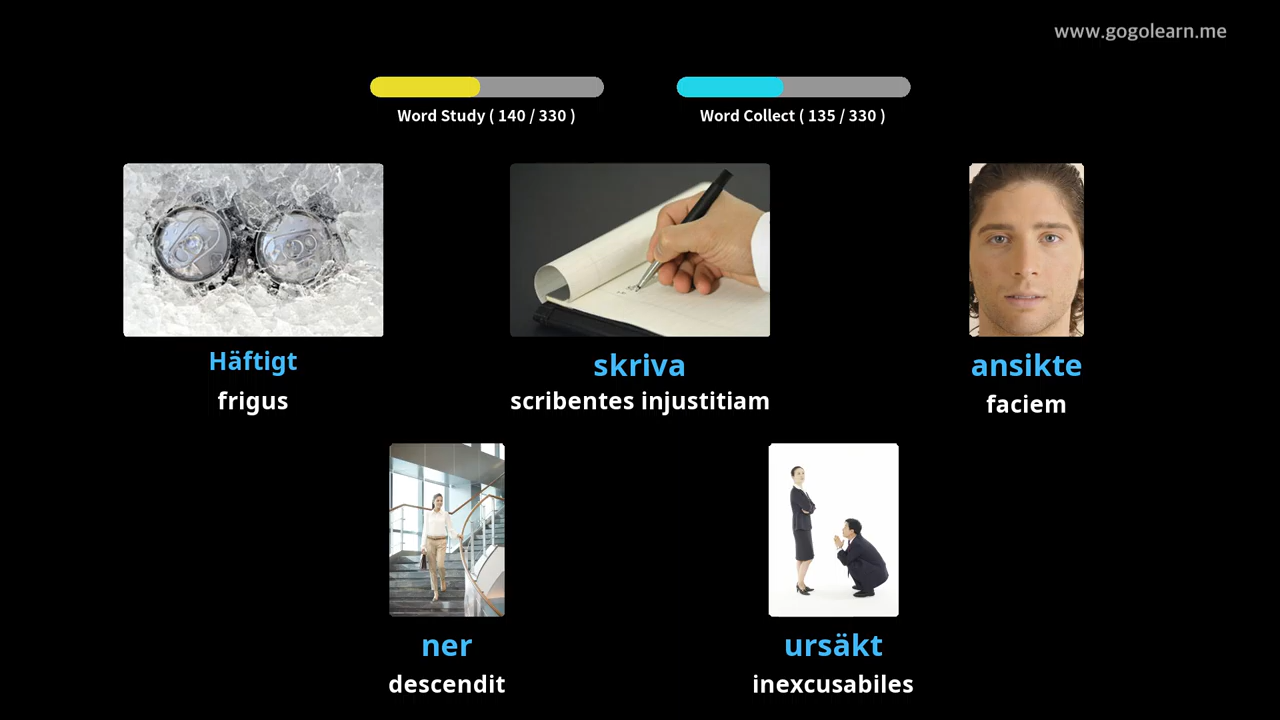 www.gogolearn.me
Word Study ( 140 / 330 )
Word Collect ( 135 / 330 )
Häftigt
frigus
skriva
scribentes injustitiam
ansikte
faciem
ner
descendit
ursäkt
inexcusabiles